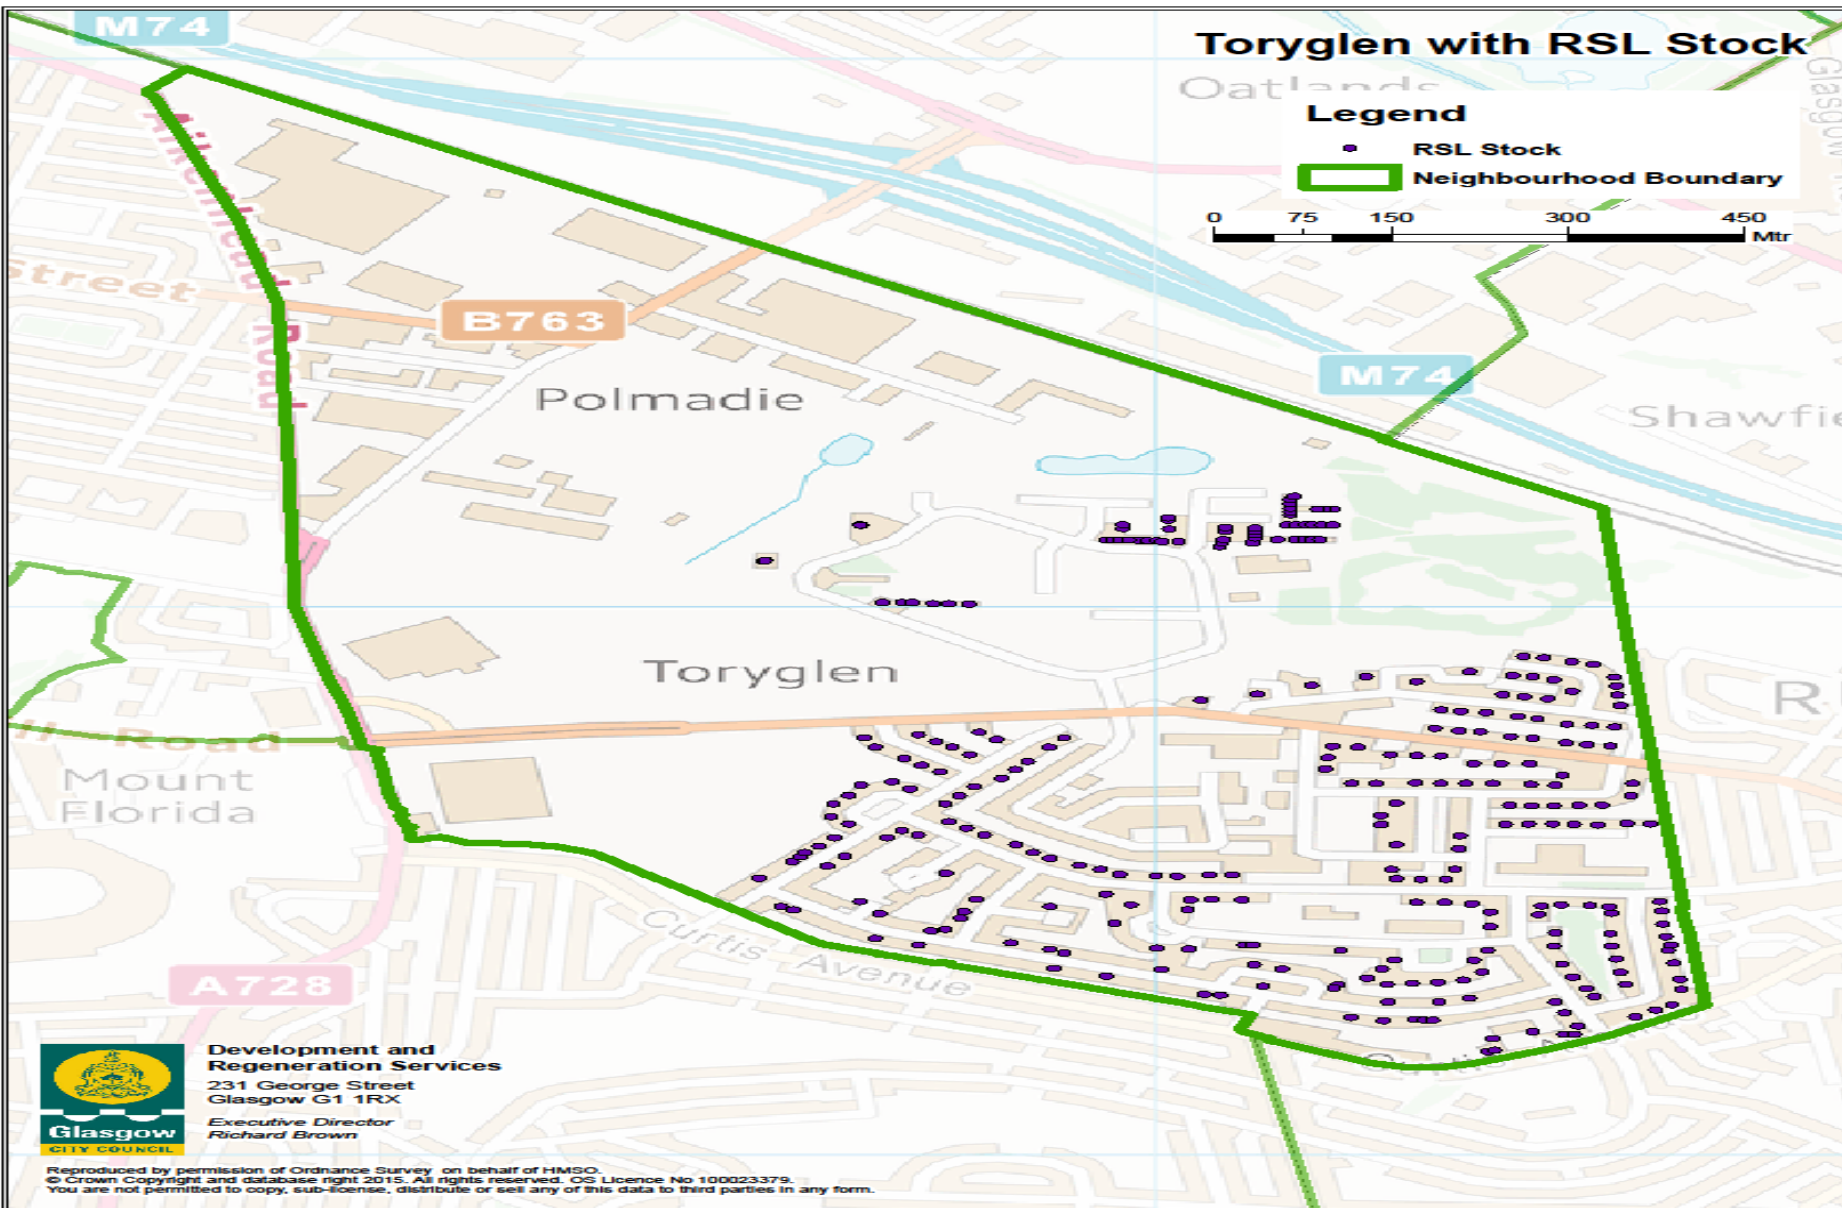 M74
Toryglen with RSL Stock
Oatlands
Glasgow
Legend
RSL Stock
Neighbourhood Boundary
0 75 150 300 450
Mtr
Aikenhead Road
Street
B763
M74
Polmadie
Shawfie
Toryglen
R
Road
Mount
Florida
Curtis Avenue
A728
Development and
Regeneration Services
231 George Street
Glasgow G1 1RX
Executive Director
Richard Brown
Glasgow
CITY COUNCIL
Reproduced by permission of Ordnance Survey on behalf of HMSO.
© Crown Copyright and database right 2015. All rights reserved. OS Licence No 100023379.
You are not permitted to copy, sub-license, distribute or sell any of this data to third parties in any form.